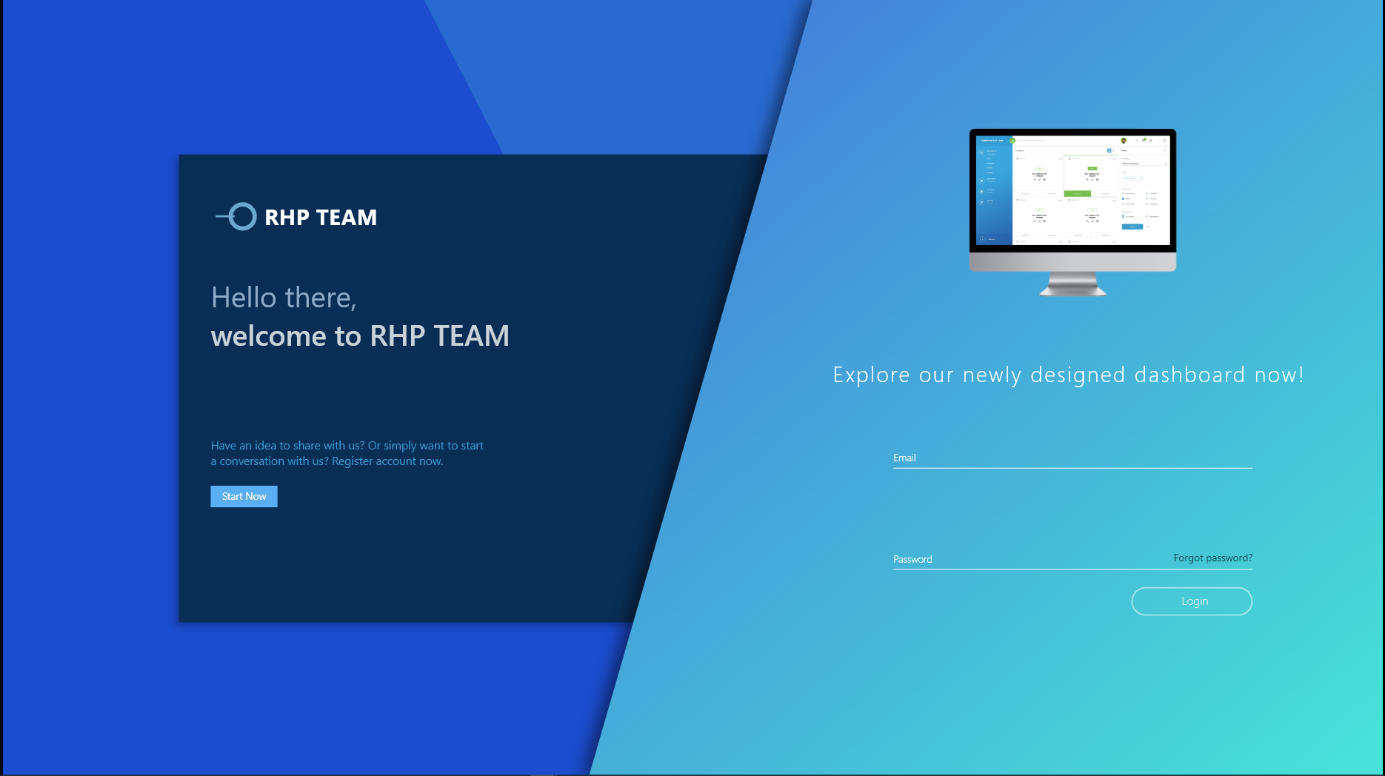 RHP TEAM
Hello there,
welcome to RHP TEAM
Have an idea to share with us? Or simply want to start
a conversation with us? Register account now.
Start Now
Explore our newly designed dashboard now!
Email
Password
Forgot password?
Login